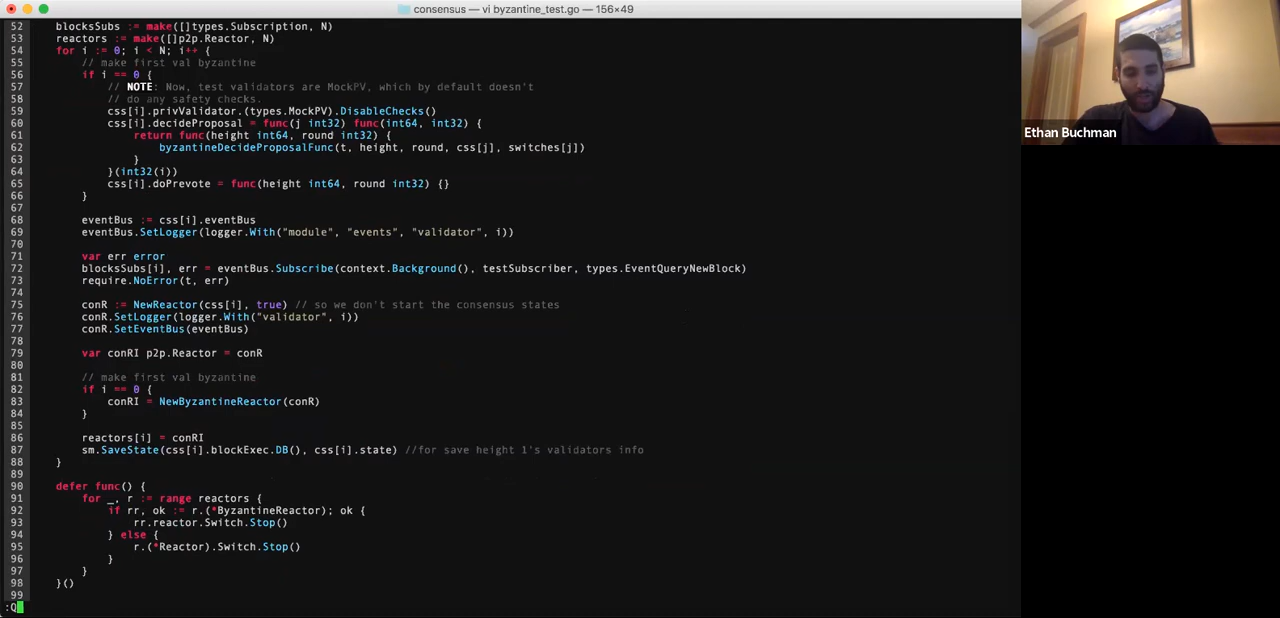 consensus — vi byzantine_test.go — 156×49
52 blocksSubs := make([]types.Subscription, N)
53 reactors := make([]p2p.Reactor, N)
54 for i := 0; i < N; i++ {
55 // make first val byzantine
56 if i == 0 {
57 // NOTE: Now, test validators are MockPV, which by default doesn't
58 // do any safety checks.
59 css[i].privValidator.(types.MockPV).DisableChecks()
60 css[i].decideProposal = func(j int32) func(int64, int32) {
61 return func(height int64, round int32) {
62 byzantineDecideProposalFunc(t, height, round, css[j], switches[j])
63 }
64 }(int32(i))
65 css[i].doPrevote = func(height int64, round int32) {}
66 }
67
68 eventBus := css[i].eventBus
69 eventBus.SetLogger(logger.With("module", "events", "validator", i))
70
71 var err error
72 blocksSubs[i], err = eventBus.Subscribe(context.Background(), testSubscriber, types.EventQueryNewBlock)
73 require.NoError(t, err)
74
75 conR := NewReactor(css[i], true) // so we don't start the consensus states
76 conR.SetLogger(logger.With("validator", i))
77 conR.SetEventBus(eventBus)
78
79 var conRI p2p.Reactor = conR
80
81 // make first val byzantine
82 if i == 0 {
83 conRI = NewByzantineReactor(conR)
84 }
85
86 reactors[i] = conRI
87 sm.SaveState(css[i].blockExec.DB(), css[i].state) //for save height 1's validators info
88 }
89
90 defer func() {
91 for _, r := range reactors {
92 if rr, ok := r.(*ByzantineReactor); ok {
93 rr.reactor.Switch.Stop()
94 } else {
95 r.(*Reactor).Switch.Stop()
96 }
97 }
98 }()
99
:Q
Ethan Buchman